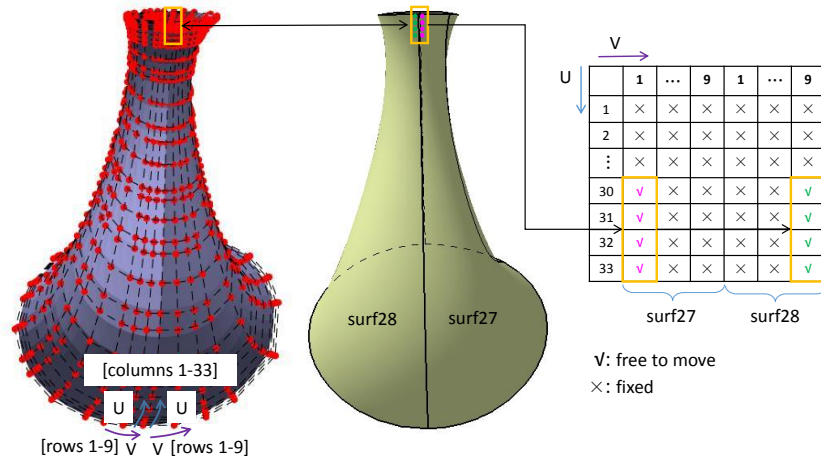 V
U
1 ... 9 1 ... 9
1 × × × × × ×
2 × × × × × ×
⋮ × × × × × ×
30 √ × × × × √
31 √ × × × × √
32 √ × × × × √
33 √ × × × × √
surf27 surf28
√: free to move
×: fixed
surf28 surf27
[columns 1-33]
U U
[rows 1-9] V V [rows 1-9]